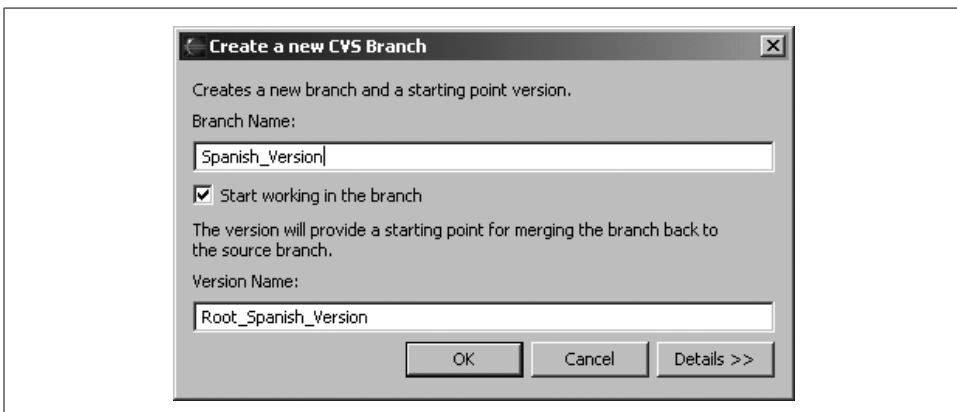 Create a new CVS Branch
Creates a new branch and a starting point version.
Branch Name:
Spanish_Version
Start working in the branch
The version will provide a starting point for merging the branch back to
the source branch.
Version Name:
Root_Spanish_Version
OK
Cancel
Details >>